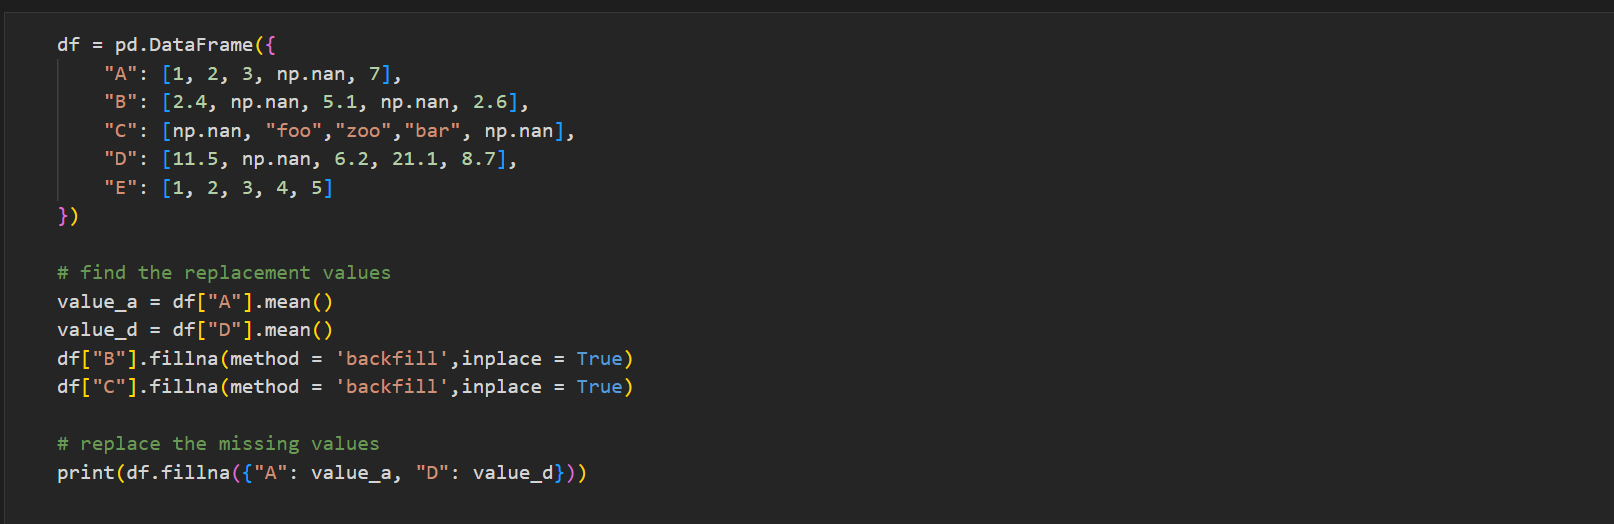 df = pd.DataFrame({
    "A": [1, 2, 3, np.nan, 7],
    "B": [2.4, np.nan, 5.1, np.nan, 2.6],
    "C": [np.nan, "foo","zoo","bar", np.nan],
    "D": [11.5, np.nan, 6.2, 21.1, 8.7],
    "E": [1, 2, 3, 4, 5]
})
# find the replacement values
value_a = df["A"].mean()
value_d = df["D"].mean()
df["B"].fillna(method = 'backfill',inplace = True)
df["C"].fillna(method = 'backfill',inplace = True)
# replace the missing values
print(df.fillna({"A": value_a, "D": value_d}))